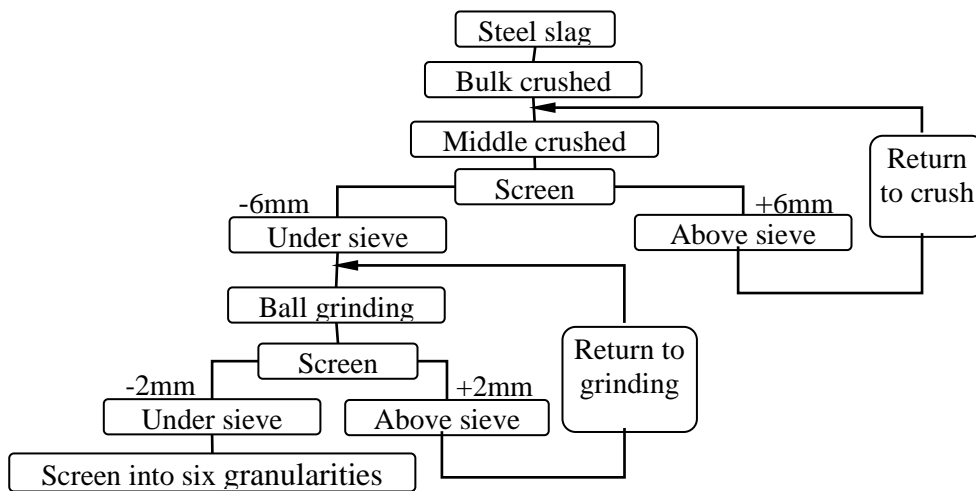 Steel slag
Bulk crushed
Middle crushed
Return
to crush
Screen
-6mm
+6mm
Under sieve
Above sieve
Ball grinding
Return to
grinding
Screen
-2mm
+2mm
Under sieve
Above sieve
Screen into six granularities